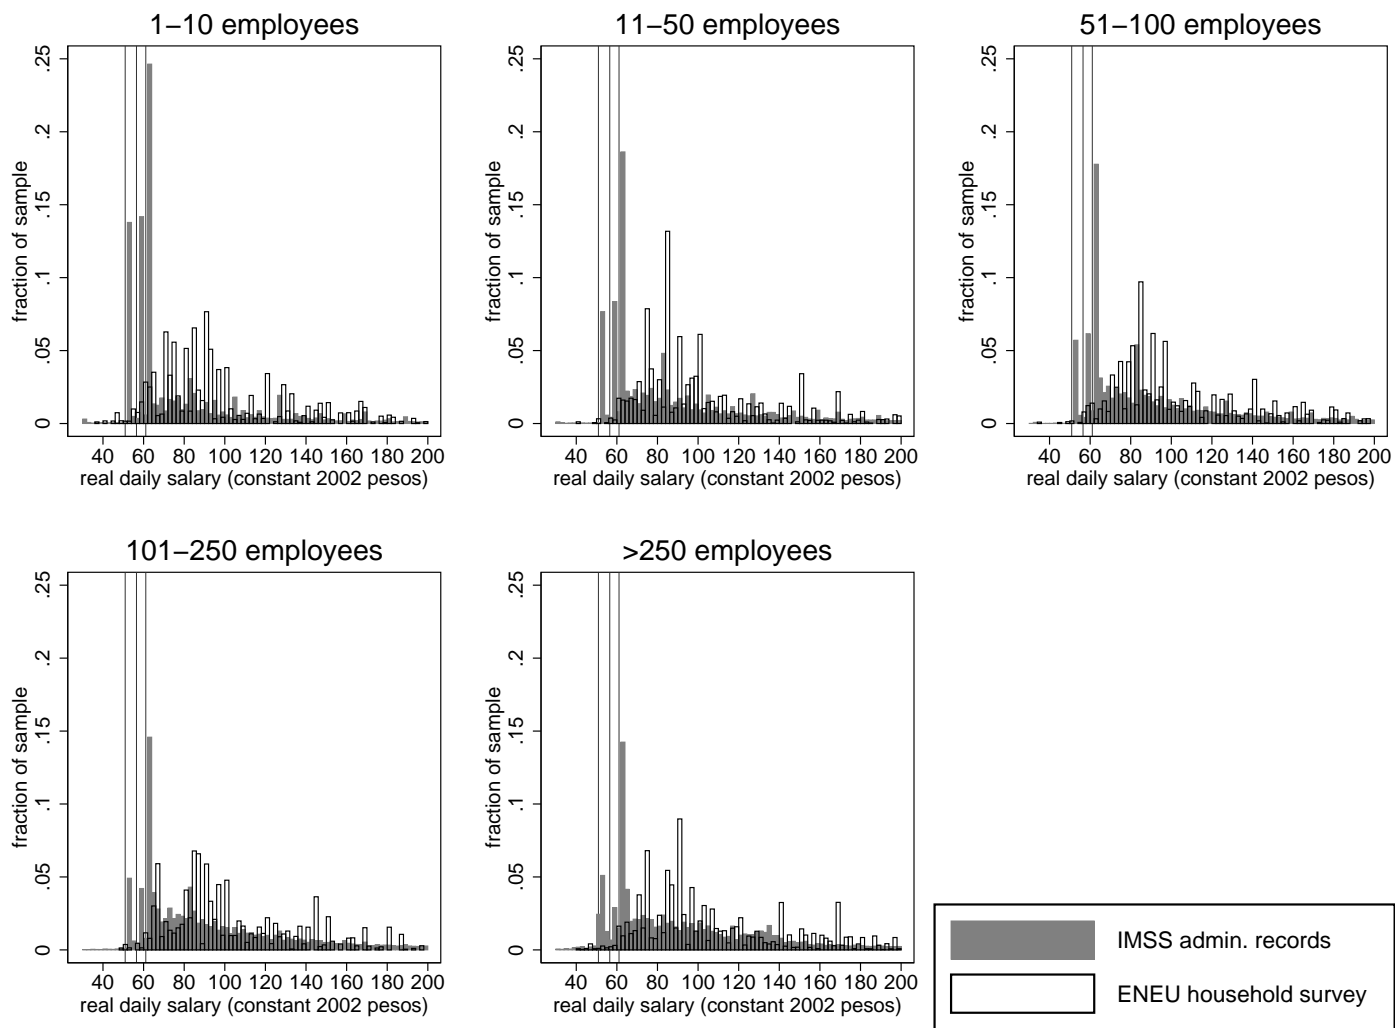 1–10 employees
fraction of sample
0 .05 .1 .15 .2 .25
40 60 80 100 120 140 160 180 200
real daily salary (constant 2002 pesos)
11–50 employees
fraction of sample
0 .05 .1 .15 .2 .25
40 60 80 100 120 140 160 180 200
real daily salary (constant 2002 pesos)
51–100 employees
fraction of sample
0 .05 .1 .15 .2 .25
40 60 80 100 120 140 160 180 200
real daily salary (constant 2002 pesos)
101–250 employees
fraction of sample
0 .05 .1 .15 .2 .25
40 60 80 100 120 140 160 180 200
real daily salary (constant 2002 pesos)
>250 employees
fraction of sample
0 .05 .1 .15 .2 .25
40 60 80 100 120 140 160 180 200
real daily salary (constant 2002 pesos)
IMSS admin. records
ENEU household survey